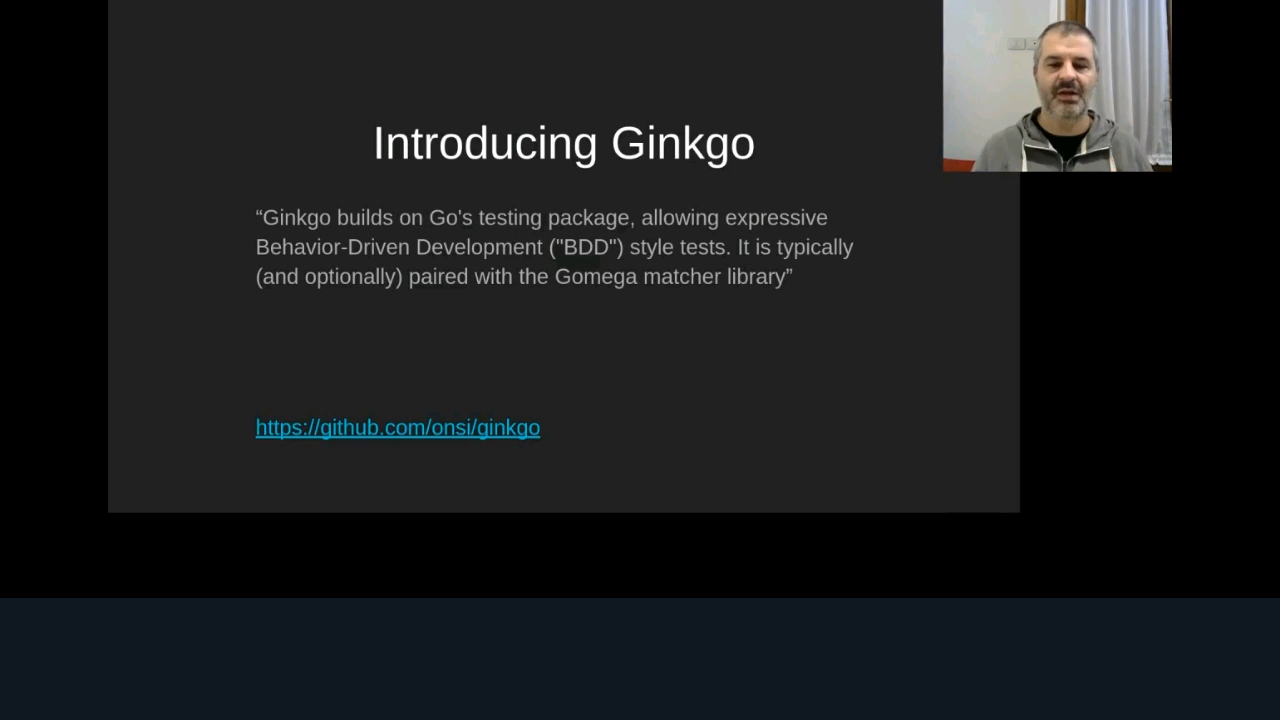 Introducing Ginkgo
“Ginkgo builds on Go's testing package, allowing expressive
Behavior-Driven Development ("BDD") style tests. It is typically
(and optionally) paired with the Gomega matcher library”
https://github.com/onsi/ginkgo